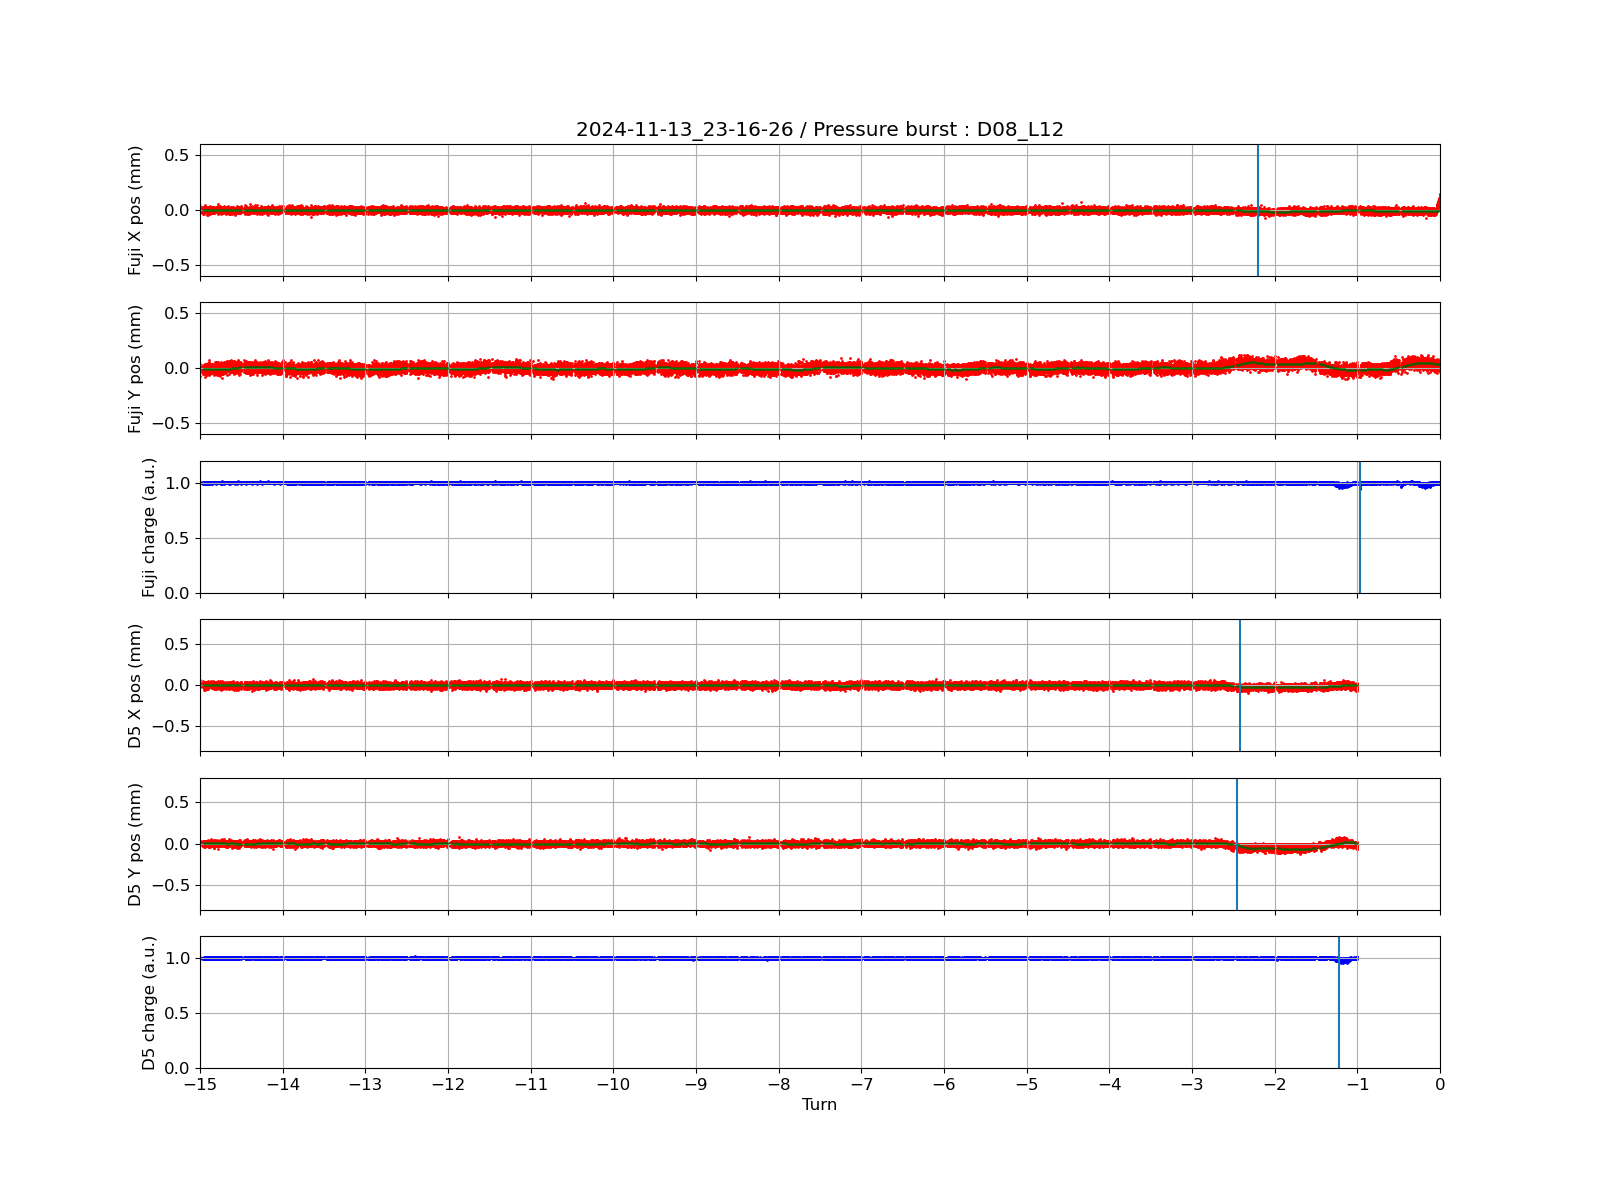 2024-11-13_23-16-26 / Pressure burst : D08_L12
Fuji X pos (mm)
0.5
0.0
−0.5
Fuji Y pos (mm)
0.5
0.0
−0.5
Fuji charge (a.u.)
1.0
0.5
0.0
D5 X pos (mm)
0.5
0.0
−0.5
D5 Y pos (mm)
0.5
0.0
−0.5
D5 charge (a.u.)
1.0
0.5
0.0
−15 −14 −13 −12 −11 −10 −9 −8 −7 −6 −5 −4 −3 −2 −1 0
Turn